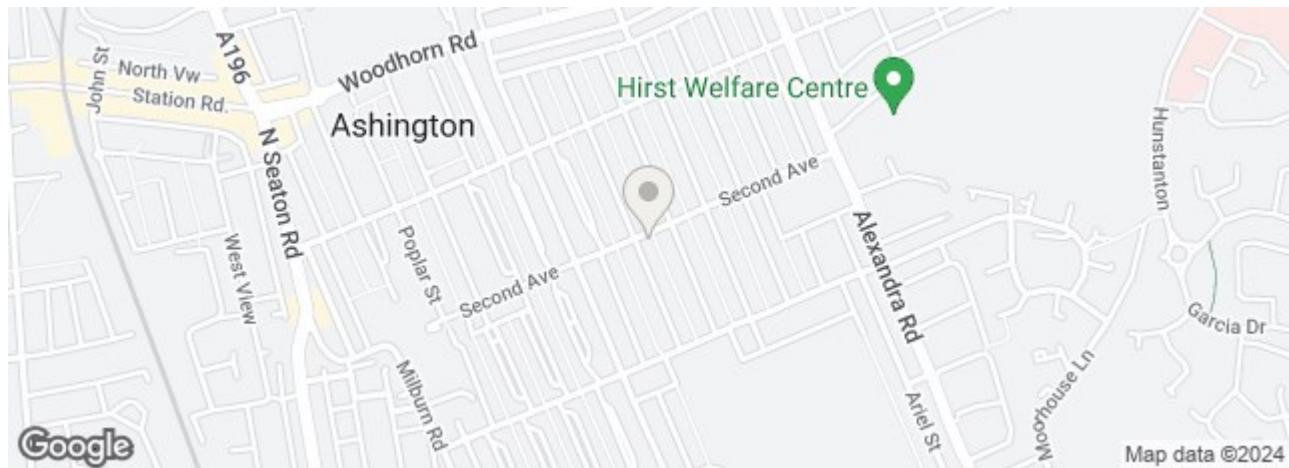 A196
Woodhorn Rd
John St
North Vw
Station Rd.
Ashington
Hirst Welfare Centre
N Seaton Rd
Second Ave
Hunstanton
West View
Poplar St
Second Ave
Alexandra Rd
Garcia Dr
Milburn Rd
Ariel St
Moorhouse Ln
Google
Map data ©2024